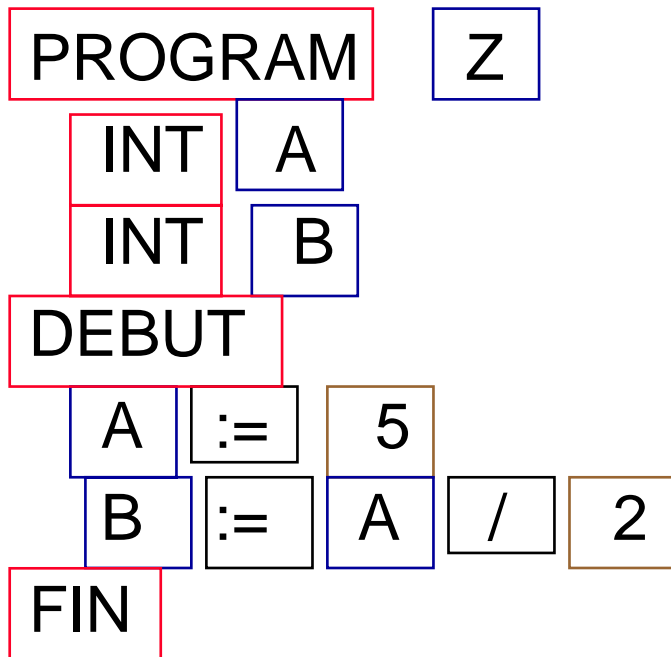 PROGRAM Z
INT A
INT B
DEBUT
A := 5
B := A / 2
FIN